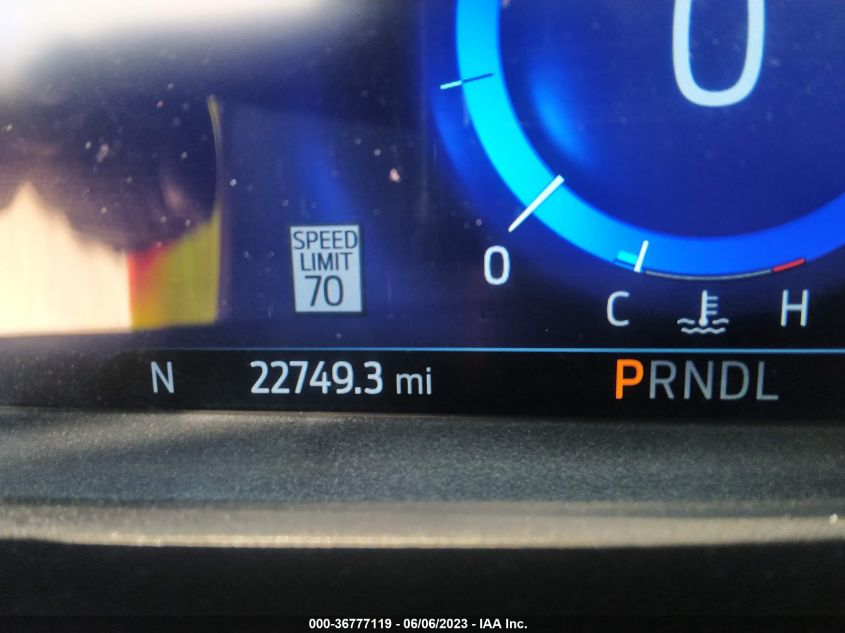 0
SPEED
LIMIT
70
0
C H
N 22749.3 mi PRNDL
000-36777119 - 06/06/2023 - IAA Inc.